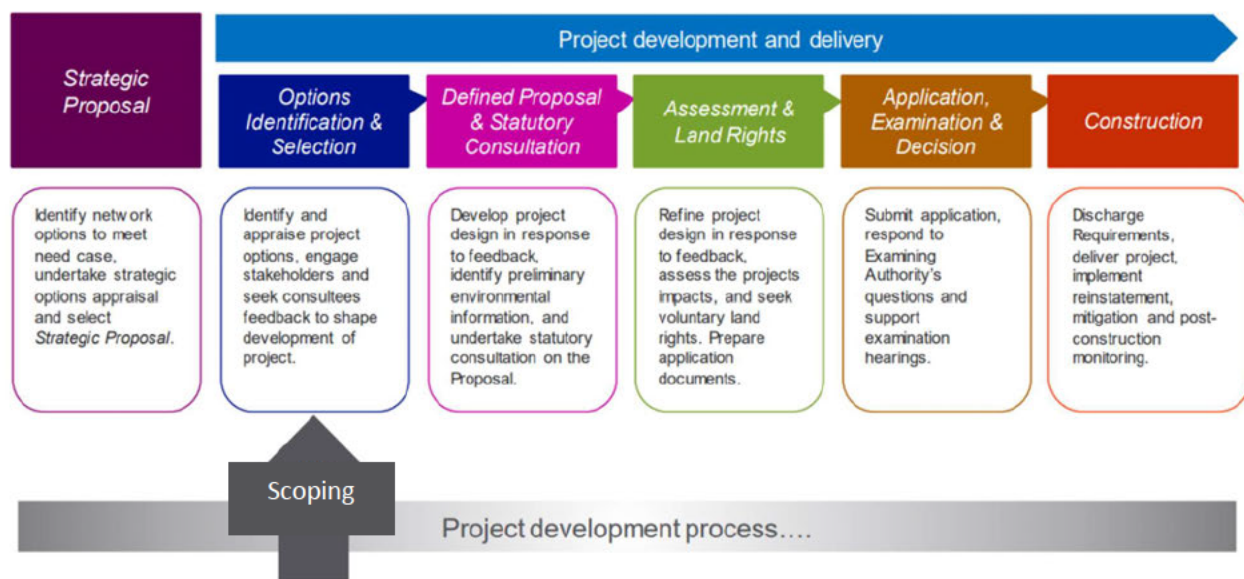 Project development and delivery
Strategic
Proposal
Options
Identification &
Selection
Defined Proposal
& Statutory
Consultation
Assessment &
Land Rights
Application,
Examination &
Decision
Construction
Identify network
options to meet
need case,
undertake strategic
options appraisal
and select
Strategic Proposal.
Identify and
appraise project
options, engage
stakeholders and
seek consultees
feedback to shape
development of
project.
Develop project
design in response
to feedback,
identify preliminary
environmental
information, and
undertake statutory
consultation on the
Proposal.
Refine project
design in response
to feedback,
assess the projects
impacts, and seek
voluntary land
rights. Prepare
application
documents.
Submit application,
respond to
Examining
Authority's
questions and
support
examination
hearings.
Discharge
Requirements,
deliver project,
implement
reinstatement,
mitigation and post-
construction
monitoring.
Scoping
Project development process....